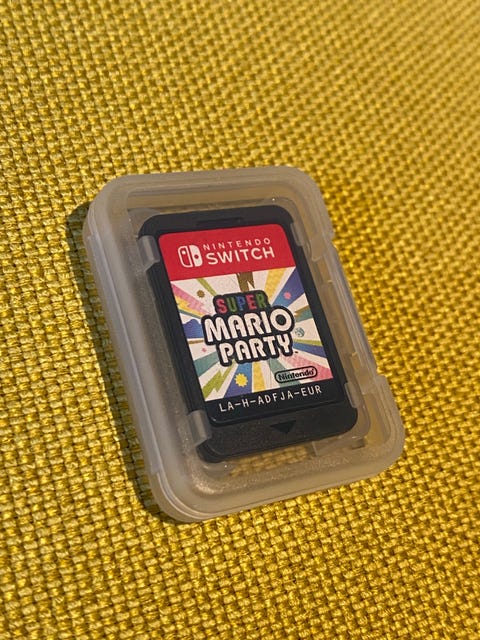 NINTENDO
SWITCH
SUPER
MARIO
PARTY
Nintendo
LA-H-ADFJA-EUR